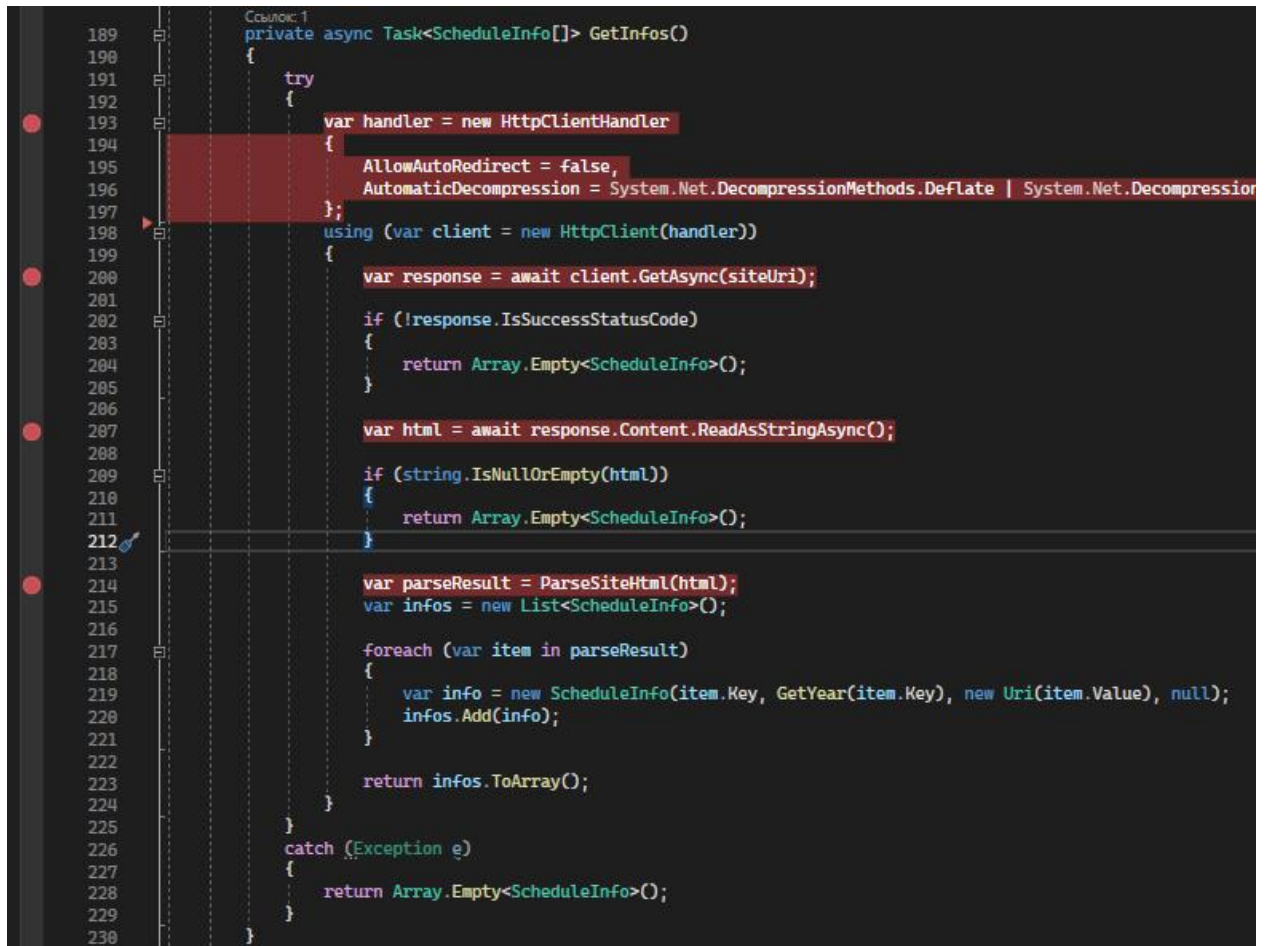 Ссылок: 1
189 private async Task<ScheduleInfo[]> GetInfos()
190 {
191 try
192 {
193 var handler = new HttpClientHandler
194 {
195 AllowAutoRedirect = false,
196 AutomaticDecompression = System.Net.DecompressionMethods.Deflate | System.Net.Decompression
197 };
198 using (var client = new HttpClient(handler))
199 {
200 var response = await client.GetAsync(siteUri);
201
202 if (!response.IsSuccessStatusCode)
203 {
204 return Array.Empty<ScheduleInfo>();
205 }
206
207 var html = await response.Content.ReadAsStringAsync();
208
209 if (string.IsNullOrEmpty(html))
210 {
211 return Array.Empty<ScheduleInfo>();
212 }
213
214 var parseResult = ParseSiteHtml(html);
215 var infos = new List<ScheduleInfo>();
216
217 foreach (var item in parseResult)
218 {
219 var info = new ScheduleInfo(item.Key, GetYear(item.Key), new Uri(item.Value), null);
220 infos.Add(info);
221 }
222
223 return infos.ToArray();
224 }
225 }
226 catch (Exception e)
227 {
228 return Array.Empty<ScheduleInfo>();
229 }
230 }